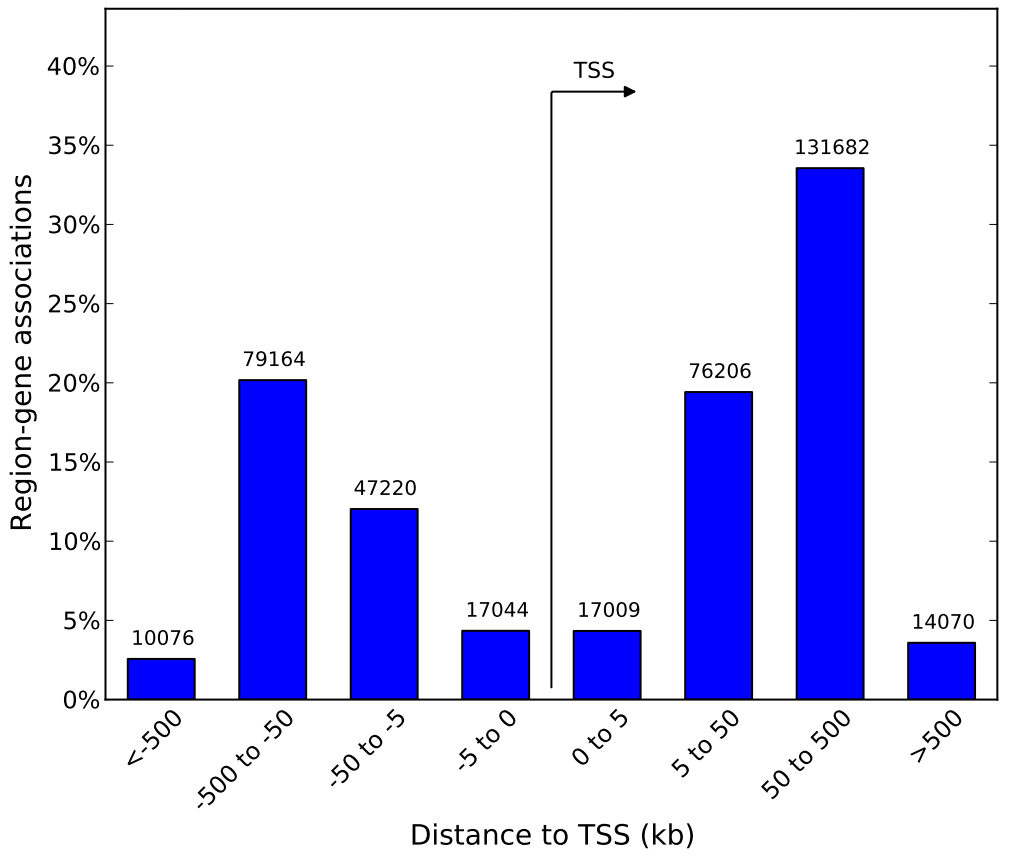 TSS
40%
35%
30%
25%
20%
15%
10%
5%
0%
Region-gene associations
10076
79164
47220
17044
17009
76206
131682
14070
<-500
-500 to -50
-50 to -5
-5 to 0
0 to 5
5 to 50
50 to 500
>500
Distance to TSS (kb)